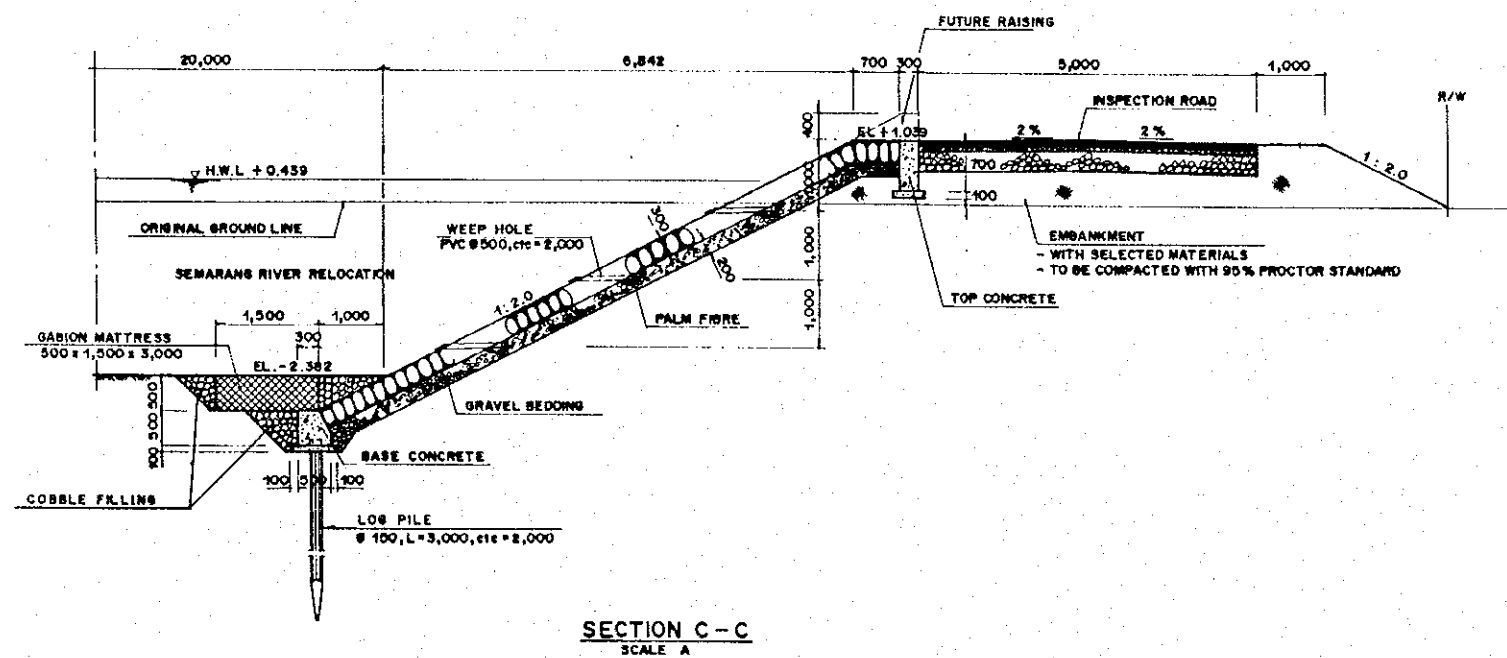 FUTURE RAISING
20,000
6,842
700
300
5,000
1,000
INSPECTION ROAD
R/W
400
EL + 1.039
2 %
2 %
H.W.L + 0.439
700
1 : 2.0
100
ORIGINAL GROUND LINE
WEEP HOLE
PVC @500, ctc = 2,000
300
1,000
EMBANKMENT
- WITH SELECTED MATERIALS
- TO BE COMPACTED WITH 95% PROCTOR STANDARD
SEMARANG RIVER RELOCATION
200
1 : 2.0
TOP CONCRETE
1,500
1,000
PALM FIBRE
1,000
GABION MATTRESS
500 x 1,500 x 3,000
300
EL. - 2.382
500
500
100
GRAVEL BEDDING
BASE CONCRETE
100
500
100
COBBLE FILLING
LOG PILE
@ 150, L = 3,000, ctc = 2,000
SECTION C - C
SCALE A